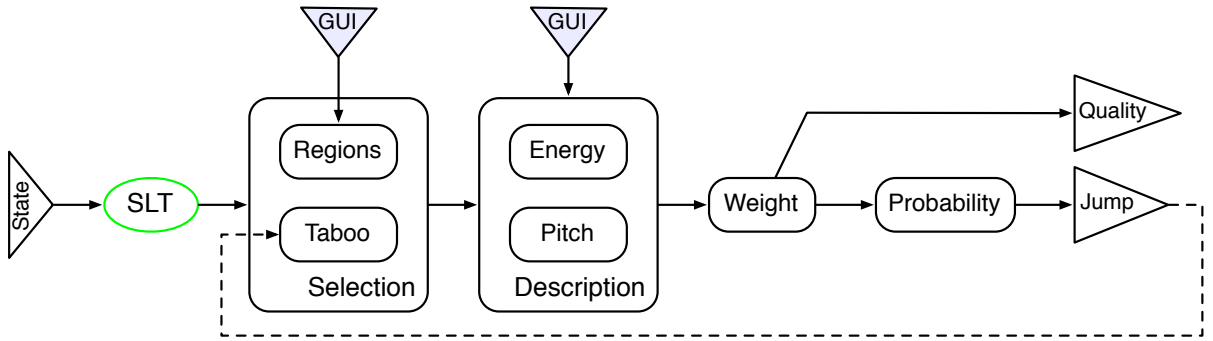 GUI
GUI
Regions
Energy
Quality
State
SLT
Weight
Probability
Jump
Taboo
Pitch
Selection
Description